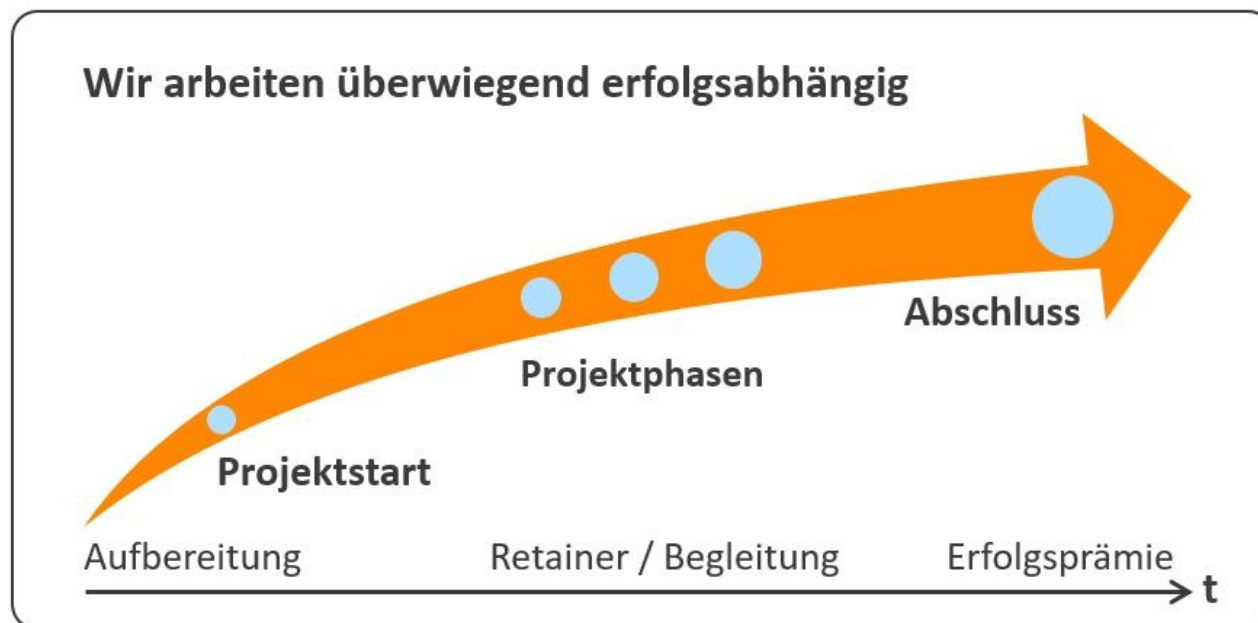 Wir arbeiten überwiegend erfolgsabhängig
Abschluss
Projektphasen
Projektstart
Aufbereitung
Retainer / Begleitung
Erfolgsprämie
t